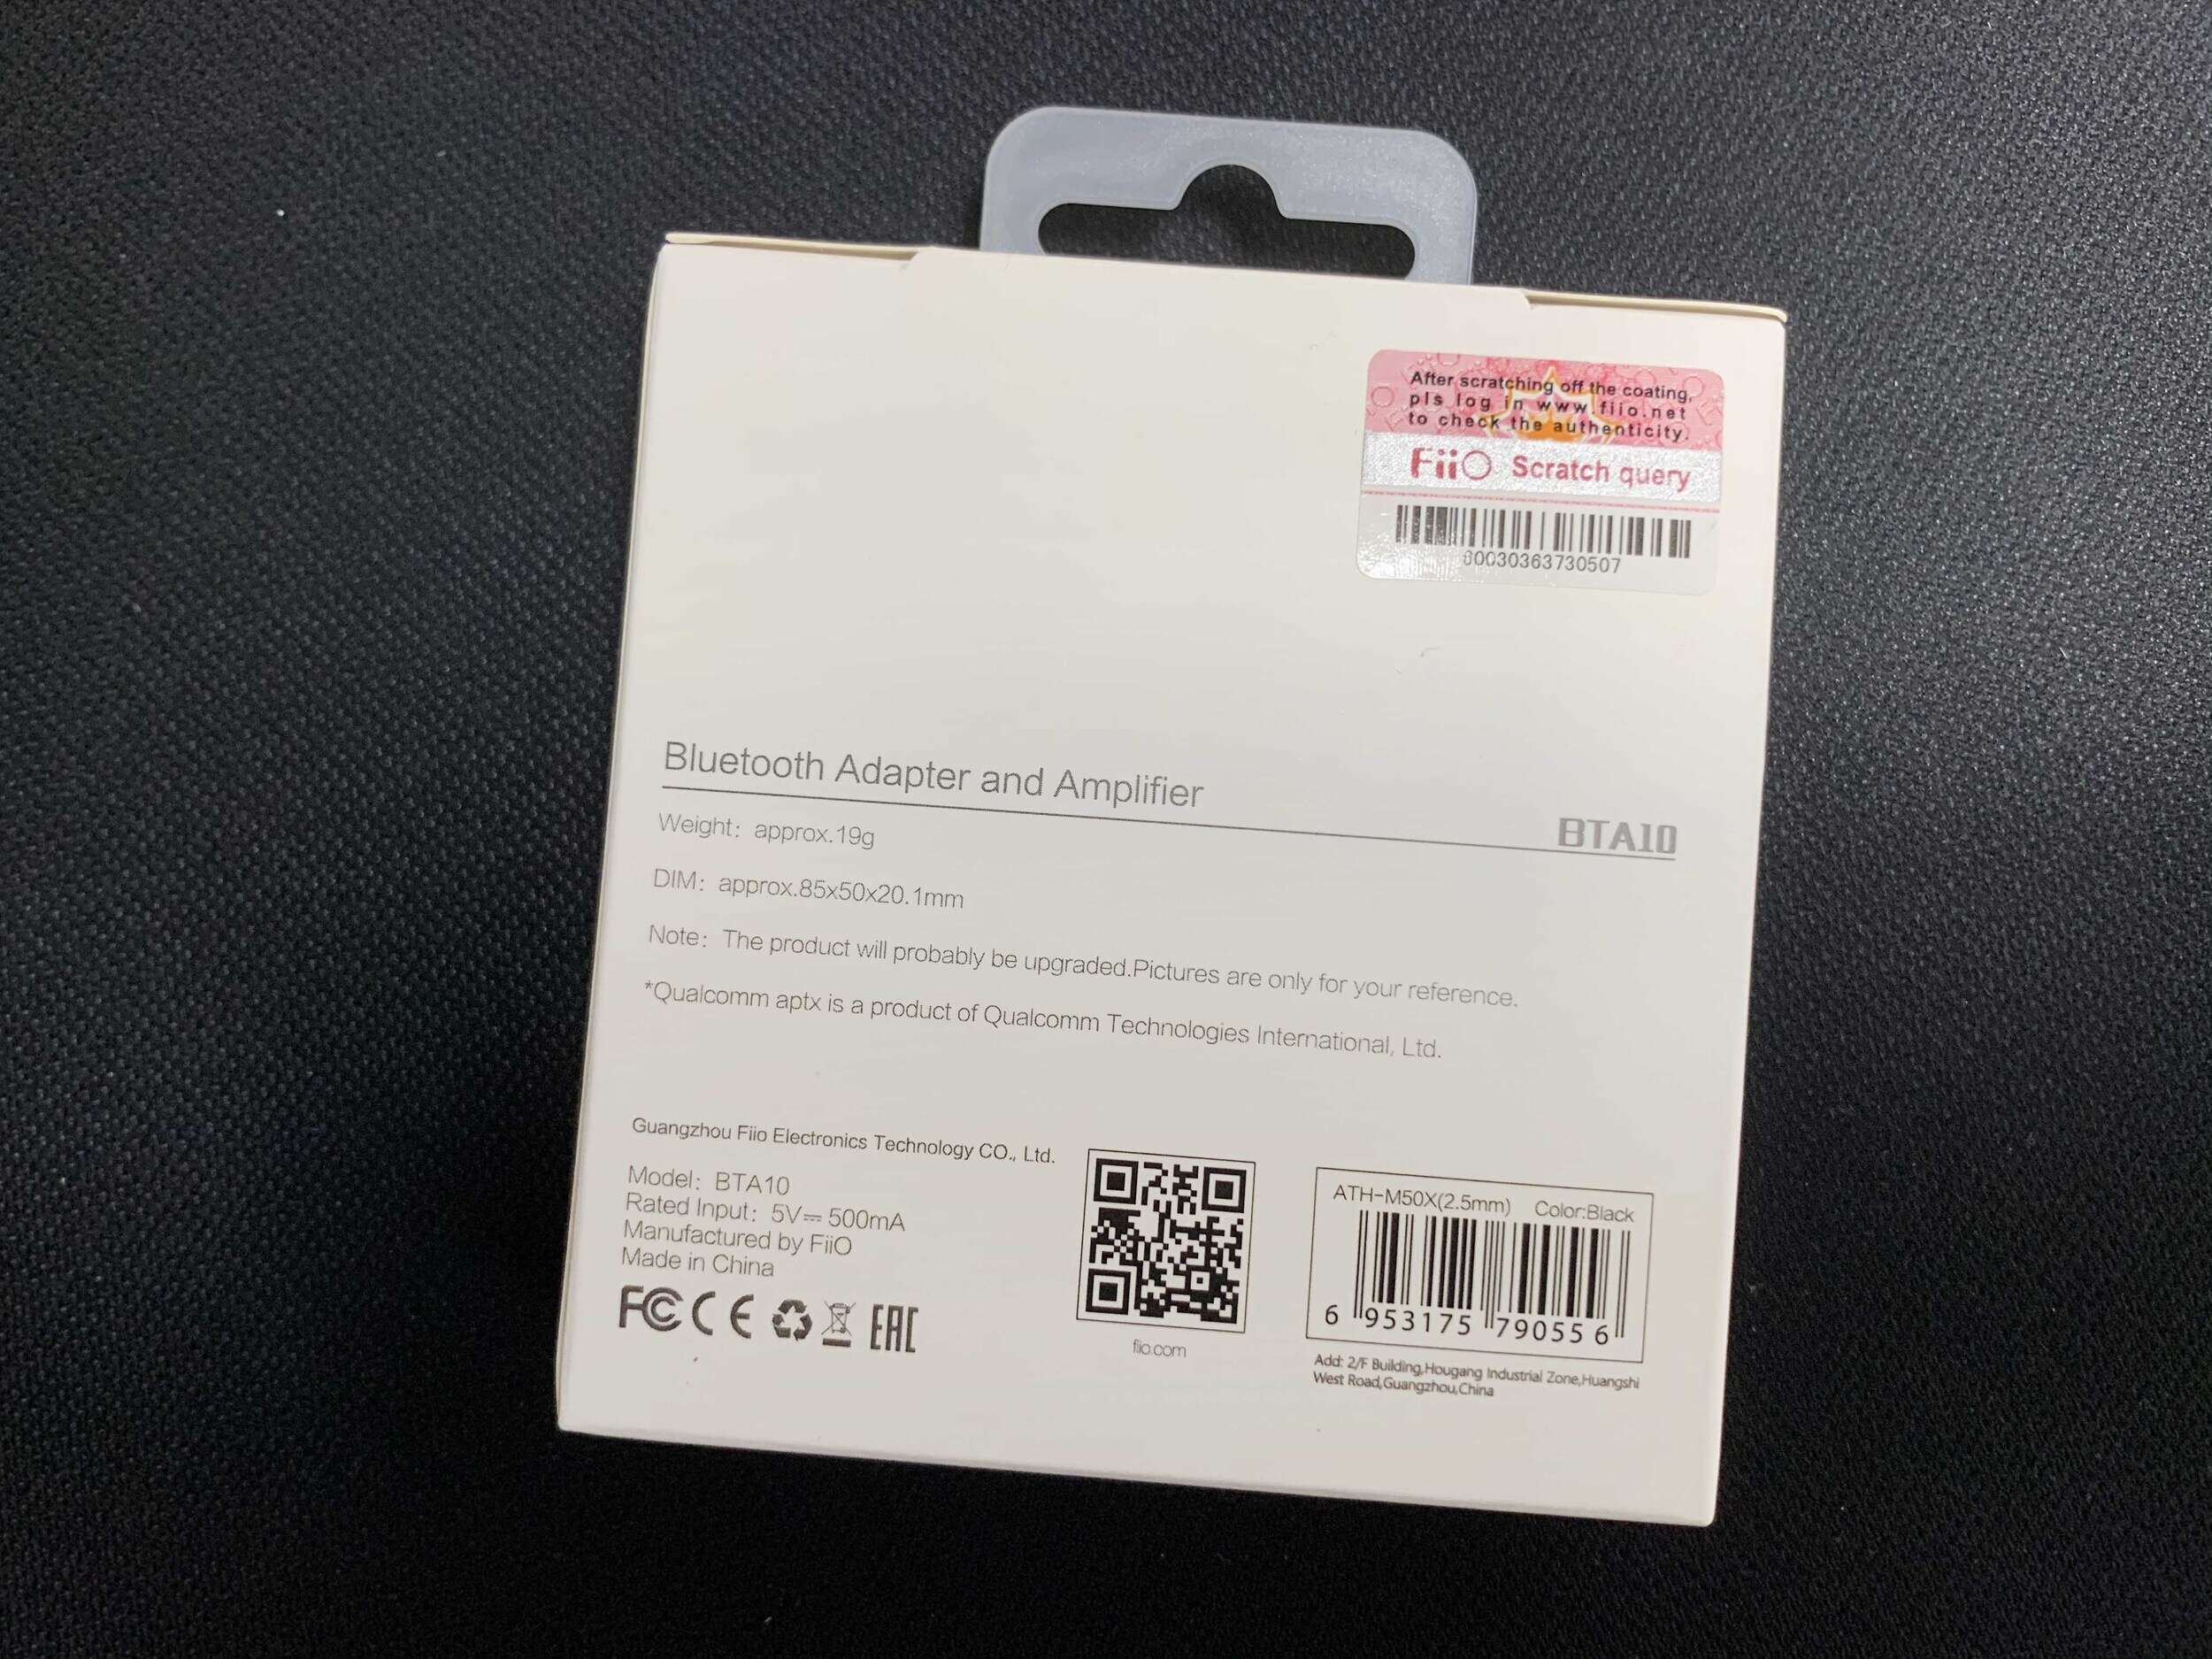 After scratching off the coating,
pls log in www.fiio.net
to check the authenticity.
FiiO Scratch query
60030363730507
Bluetooth Adapter and Amplifier
BTA10
Weight: approx.19g
DIM: approx.85x50x20.1mm
Note: The product will probably be upgraded.Pictures are only for your reference.
*Qualcomm aptx is a product of Qualcomm Technologies International, Ltd.
Guangzhou Fiio Electronics Technology CO., Ltd.
Model: BTA10
Rated Input: 5V⎓500mA
Manufactured by FiiO
Made in China
FC CE EAC
fiio.com
ATH-M50X(2.5mm) Color:Black
6 953175 790556
Add: 2/F Building,Hougang Industrial Zone,Huangshi
West Road,Guangzhou,China